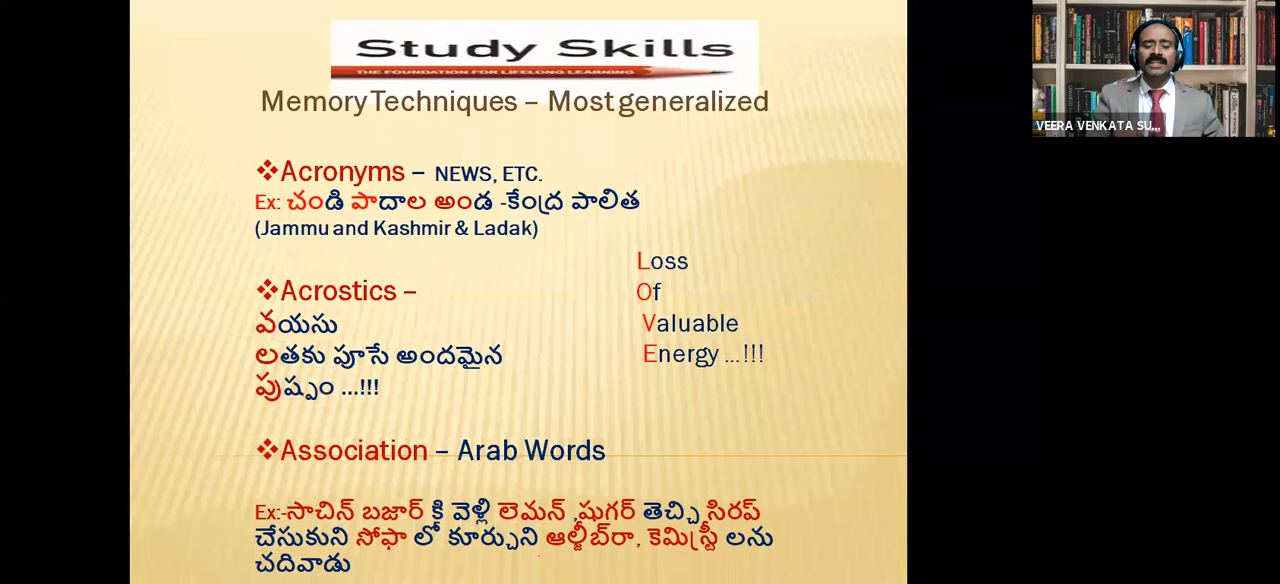 Study Skills
THE FOUNDATION FOR LIFELONG LEARNING
Memory Techniques – Most generalized
VEERA VENKATA SU...
❖Acronyms – NEWS, ETC.
Ex: చండి పాదాల అండ -కేంద్ర పాలిత
(Jammu and Kashmir & Ladak)
Loss
Of
Valuable
Energy ...!!!
❖Acrostics –
వయసు
లతకు పూసే అందమైన
పుష్పం ...!!!
❖Association – Arab Words
Ex:-సాచిన్ బజార్ కి వెళ్లి లెమన్ ,షుగర్ తెచ్చి సిరప్
చేసుకుని సోఫా లో కూర్చుని ఆల్జీబ్‌రా, కెమిస్ట్రీ లను
చదివాడు